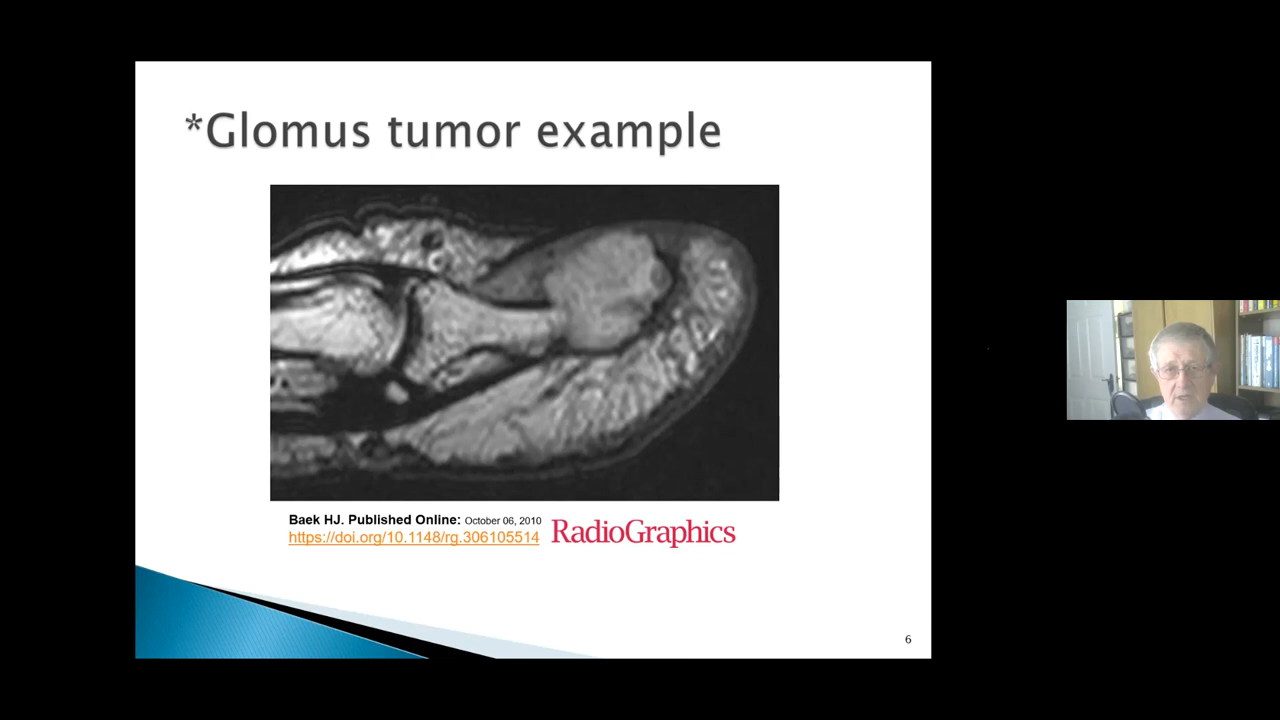 *Glomus tumor example
Baek HJ. Published Online: October 06, 2010
https://doi.org/10.1148/rg.306105514
RadioGraphics
6